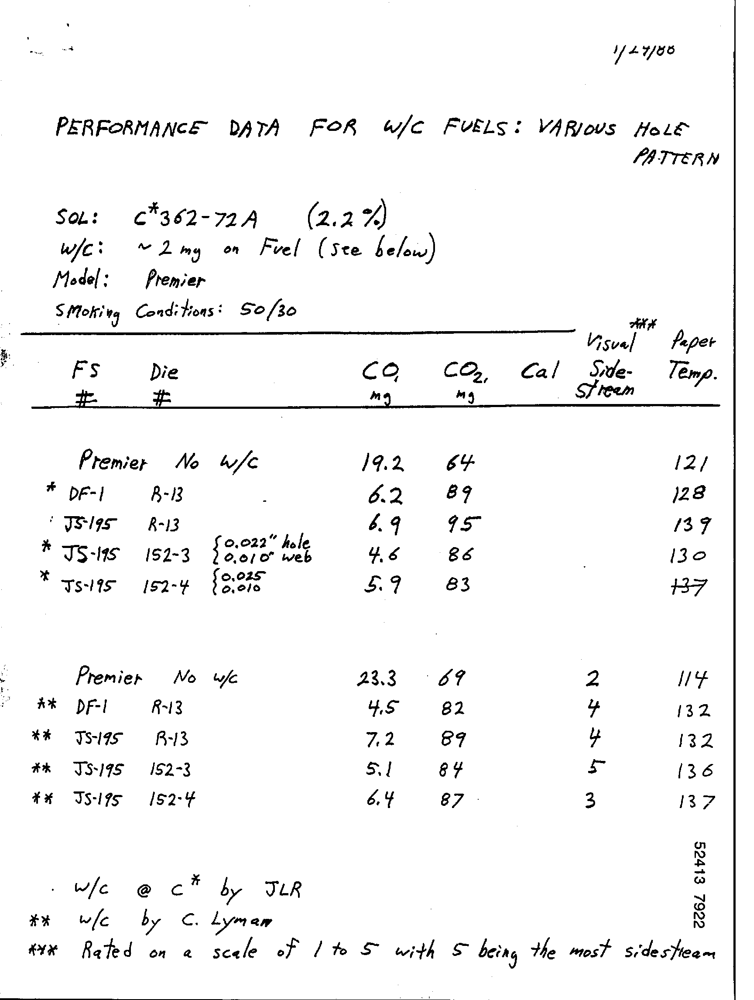 1/27/88
PERFORMANCE DATA FOR W/C FUELS: VARIOUS HOLE
PATTERN
SOL: C*362-72A (2.2%)
W/C: ~ 2 mg on Fuel (see below)
Model: Premier
Smoking Conditions: 50/30
FS Die CO, CO2, Cal Visual *** Side-stream Paper Temp.
# # mg mg
Premier No W/C 19.2 64 121
* DF-1 R-13 6.2 89 128
JS-195 R-13 6.9 95 139
* JS-195 152-3 {0.022" hole 0.010" web 4.6 86 130
* JS-195 152-4 {0.025 0.010 5.9 83 137
Premier No w/c 23.3 69 2 114
** DF-1 R-13 4.5 82 4 132
** JS-195 R-13 7.2 89 4 132
** JS-195 152-3 5.1 84 5 136
** JS-195 152-4 6.4 87 3 137
w/c @ C* by JLR
** w/c by C. Lyman
*** Rated on a scale of 1 to 5 with 5 being the most sidestream
52413 7922